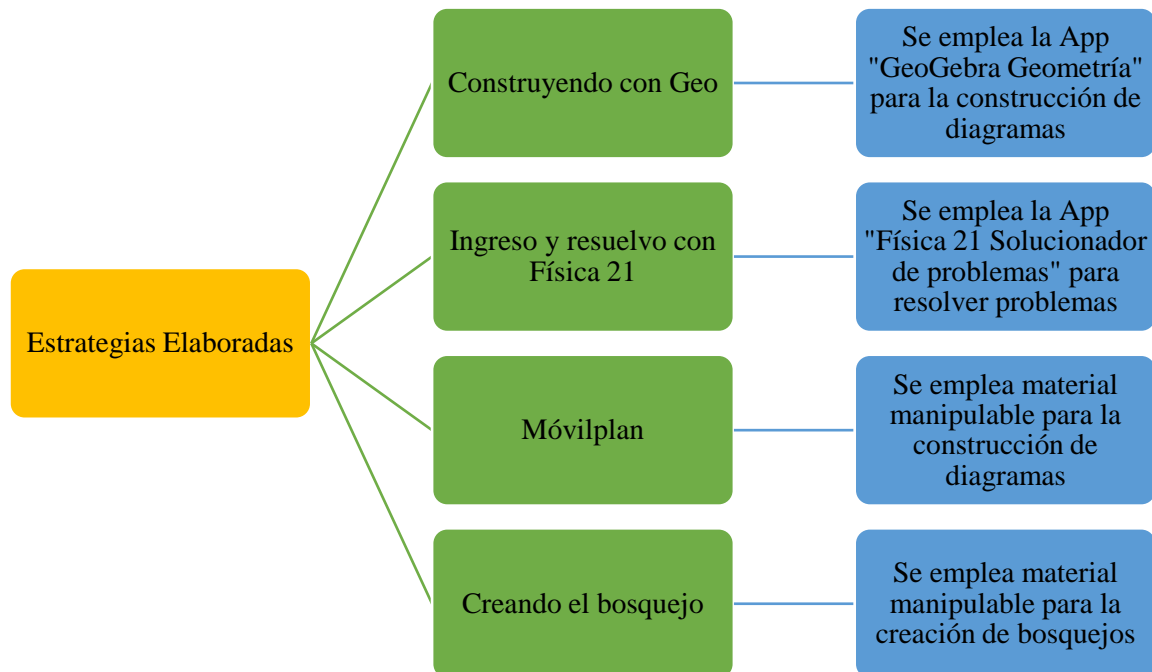 Estrategias Elaboradas
Construyendo con Geo
Se emplea la App
"GeoGebra Geometría"
para la construcción de
diagramas
Ingreso y resuelvo con
Física 21
Se emplea la App
"Física 21 Solucionador
de problemas" para
resolver problemas
Móvilplan
Se emplea material
manipulable para la
construcción de
diagramas
Creando el bosquejo
Se emplea material
manipulable para la
creación de bosquejos